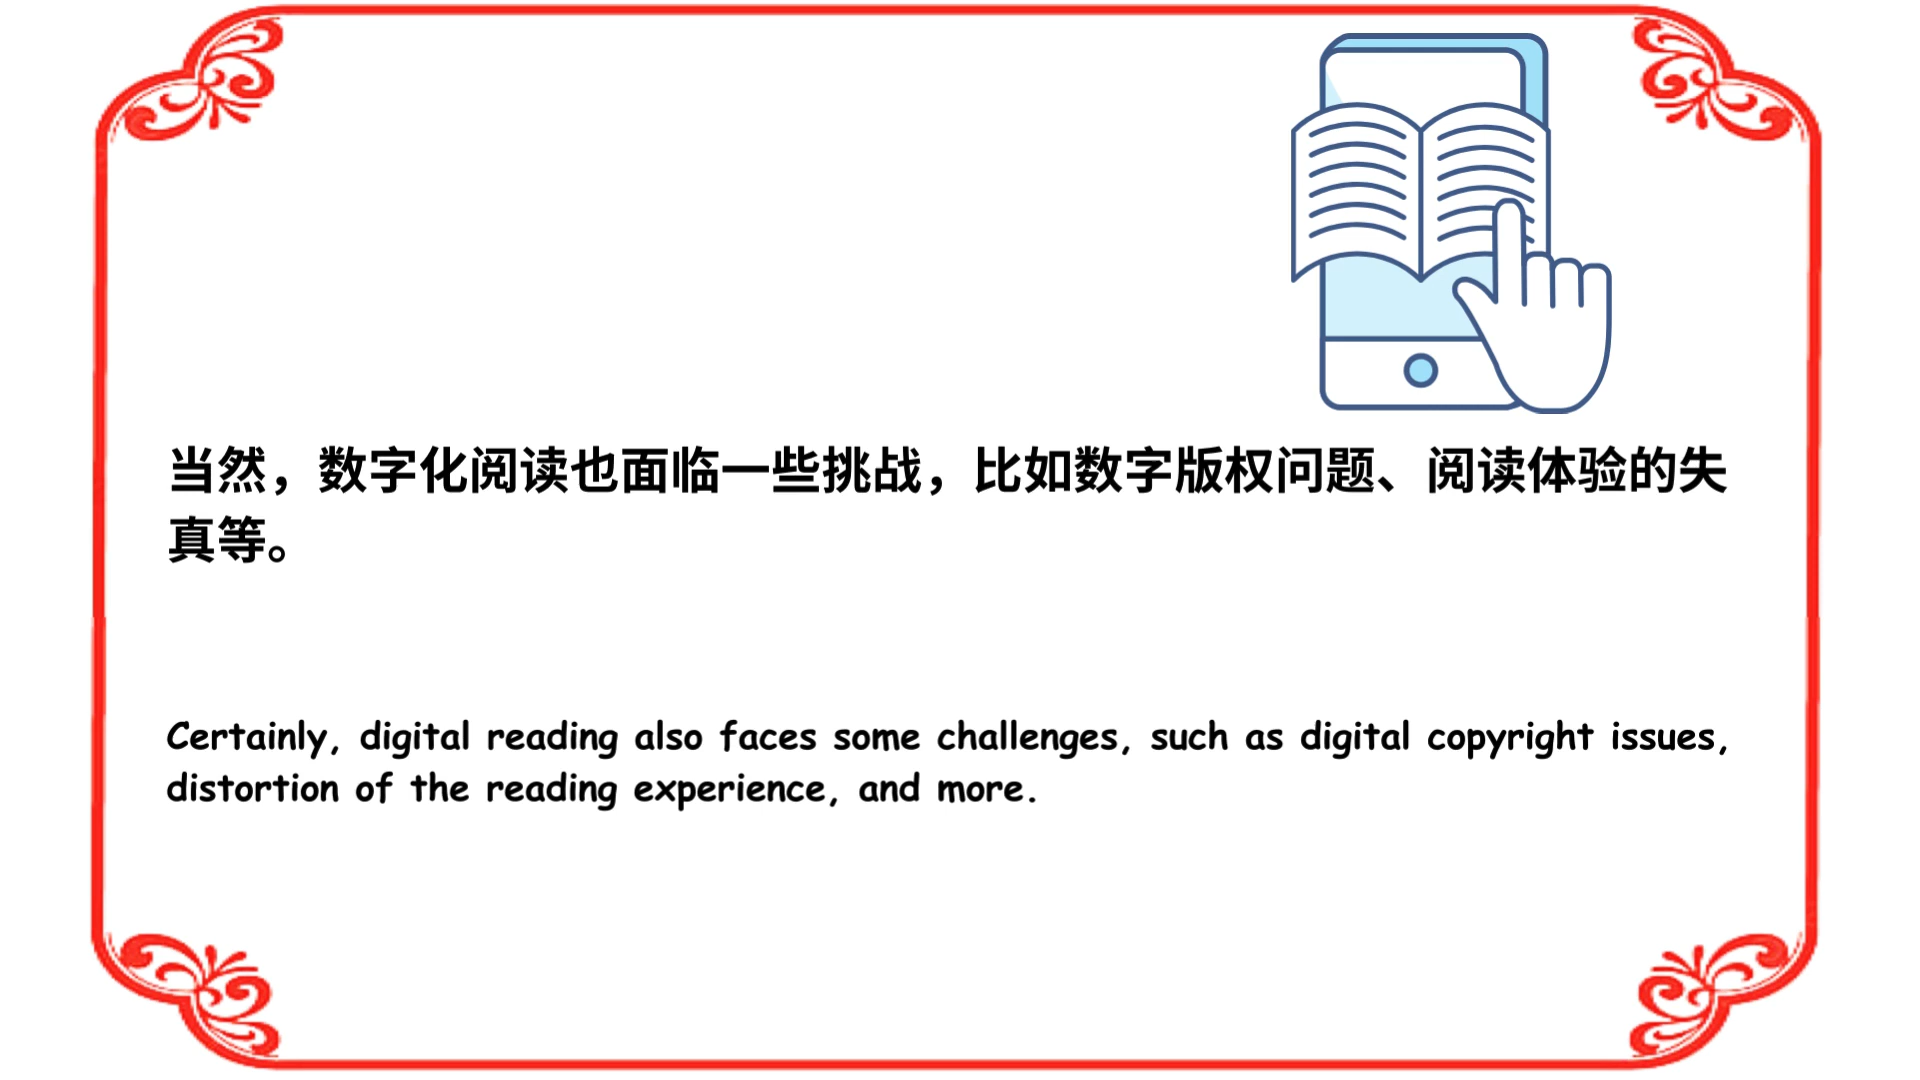 当然，数字化阅读也面临一些挑战，比如数字版权问题、阅读体验的失
真等。
Certainly, digital reading also faces some challenges, such as digital copyright issues,
distortion of the reading experience, and more.